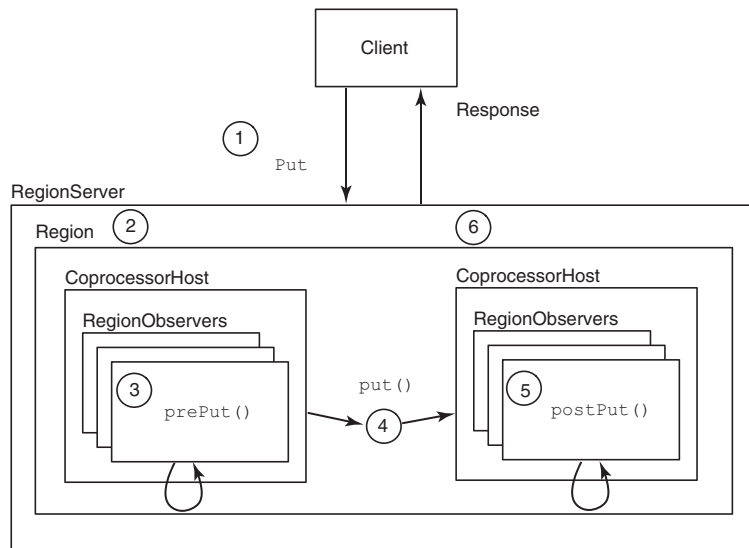 Client
Response
1
Put
RegionServer
2
6
Region
CoprocessorHost
CoprocessorHost
RegionObservers
RegionObservers
3
prePut()
put()
4
5
postPut()